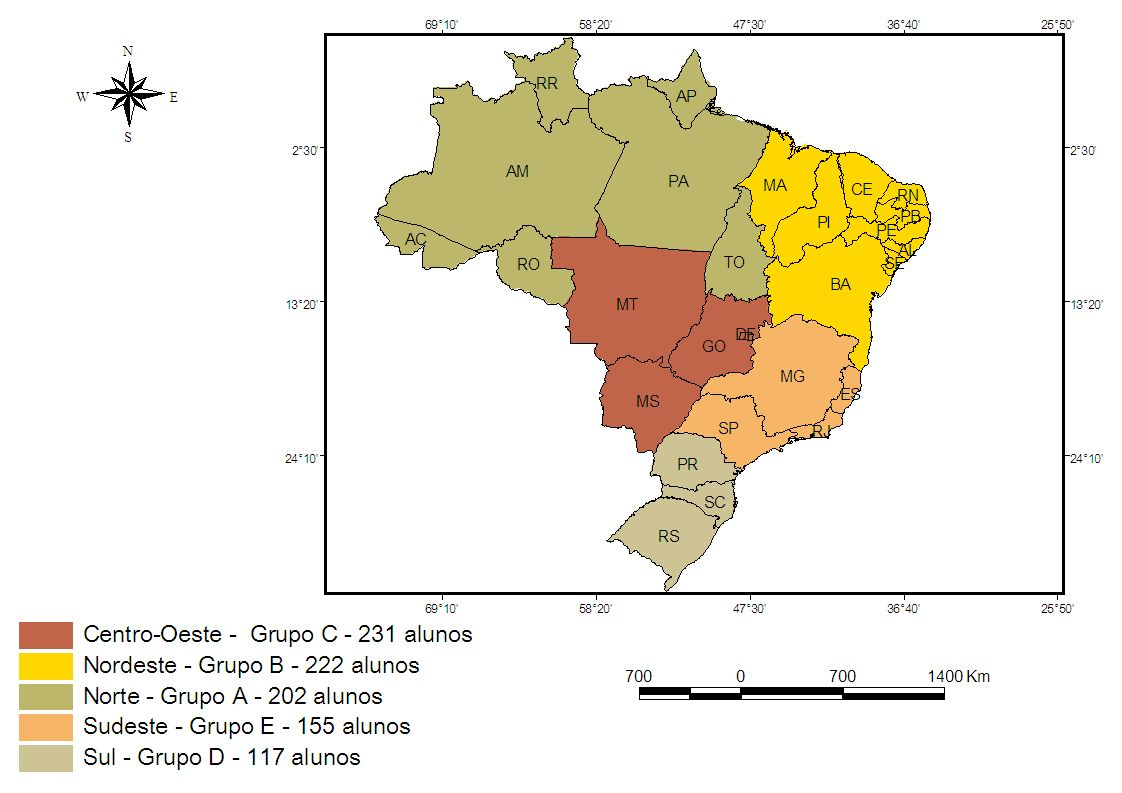 69°10' 58°20' 47°30' 36°40' 25°50'
N
W E
S
RR
AP
2°30' 2°30'
AM PA MA CE RN
PI PB
PE
AC AL
RO TO SE
BA
13°20' MT 13°20'
DF
GO
MG
MS ES
SP RJ
24°10' PR 24°10'
SC
RS
69°10' 58°20' 47°30' 36°40' 25°50'
Centro-Oeste - Grupo C - 231 alunos
Nordeste - Grupo B - 222 alunos
Norte - Grupo A - 202 alunos
Sudeste - Grupo E - 155 alunos
Sul - Grupo D - 117 alunos
700 0 700 1400 Km